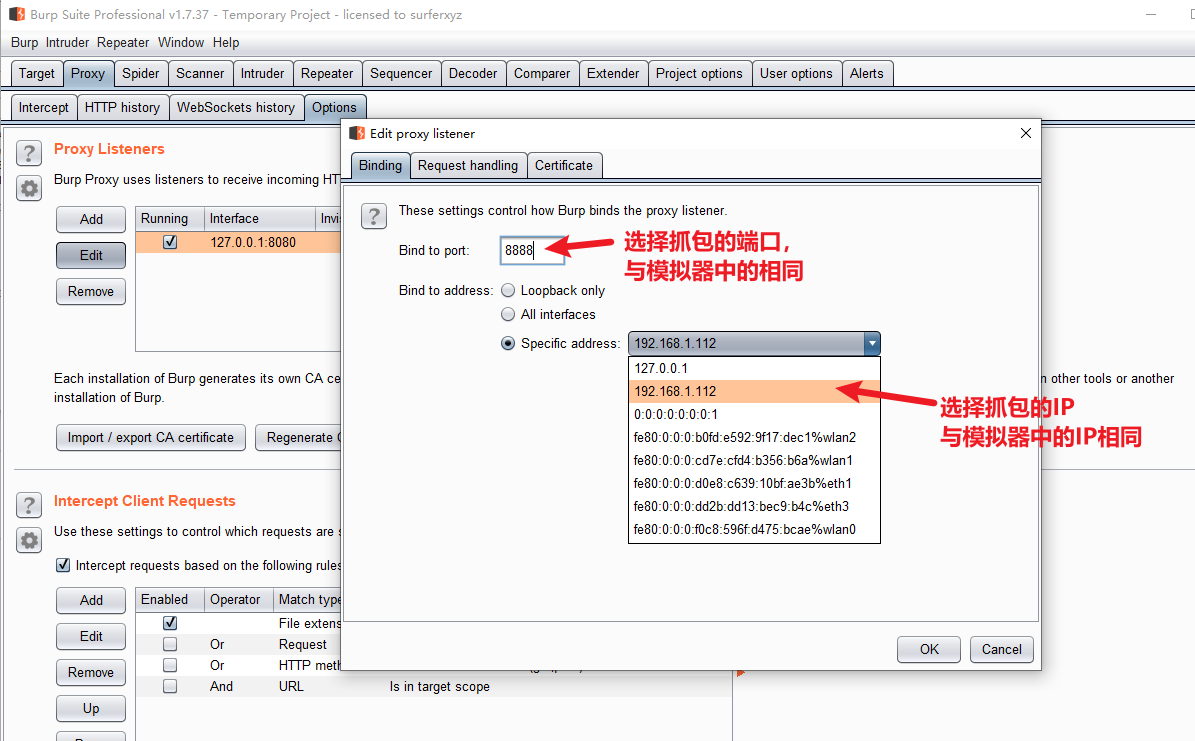 Burp Suite Professional v1.7.37 - Temporary Project - licensed to surferxyz
Burp Intruder Repeater Window Help
Target Proxy Spider Scanner Intruder Repeater Sequencer Decoder Comparer Extender Project options User options Alerts
Intercept HTTP history WebSockets history Options
Edit proxy listener
Proxy Listeners
Binding Request handling Certificate
Burp Proxy uses listeners to receive incoming HT
These settings control how Burp binds the proxy listener.
Add
Running Interface Invi
Edit
127.0.0.1:8080
Remove
Bind to port: 8888
选择抓包的端口，
与模拟器中的相同
Bind to address: Loopback only
All interfaces
Specific address: 192.168.1.112
127.0.0.1
192.168.1.112
0:0:0:0:0:0:0:1
fe80:0:0:0:b0fd:e592:9f17:dec1%wlan2
fe80:0:0:0:cd7e:cfd4:b356:b6a%wlan1
fe80:0:0:0:d0e8:c639:10bf:ae3b%eth1
fe80:0:0:0:dd2b:dd13:bec9:b4c%eth3
fe80:0:0:0:f0c8:596f:d475:bcae%wlan0
选择抓包的IP
与模拟器中的IP相同
Each installation of Burp generates its own CA ce
n other tools or another
installation of Burp.
Import / export CA certificate Regenerate
Intercept Client Requests
Use these settings to control which requests are s
Intercept requests based on the following rules
Add
Enabled Operator Match type
Edit
File extens
Or Request
Remove
Or HTTP meth
And URL Is in target scope
Up
OK Cancel